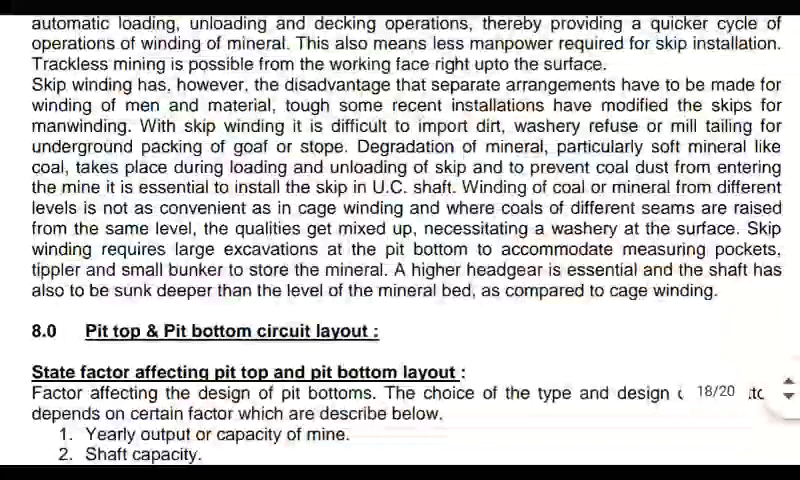 automatic loading, unloading and decking operations, thereby providing a quicker cycle of
operations of winding of mineral. This also means less manpower required for skip installation.
Trackless mining is possible from the working face right upto the surface.
Skip winding has, however, the disadvantage that separate arrangements have to be made for
winding of men and material, tough some recent installations have modified the skips for
manwinding. With skip winding it is difficult to import dirt, washery refuse or mill tailing for
underground packing of goaf or stope. Degradation of mineral, particularly soft mineral like
coal, takes place during loading and unloading of skip and to prevent coal dust from entering
the mine it is essential to install the skip in U.C. shaft. Winding of coal or mineral from different
levels is not as convenient as in cage winding and where coals of different seams are raised
from the same level, the qualities get mixed up, necessitating a washery at the surface. Skip
winding requires large excavations at the pit bottom to accommodate measuring pockets,
tippler and small bunker to store the mineral. A higher headgear is essential and the shaft has
also to be sunk deeper than the level of the mineral bed, as compared to cage winding.
8.0 Pit top & Pit bottom circuit layout :
State factor affecting pit top and pit bottom layout :
Factor affecting the design of pit bottoms. The choice of the type and design 18/20
depends on certain factor which are describe below.
1. Yearly output or capacity of mine.
2. Shaft capacity.